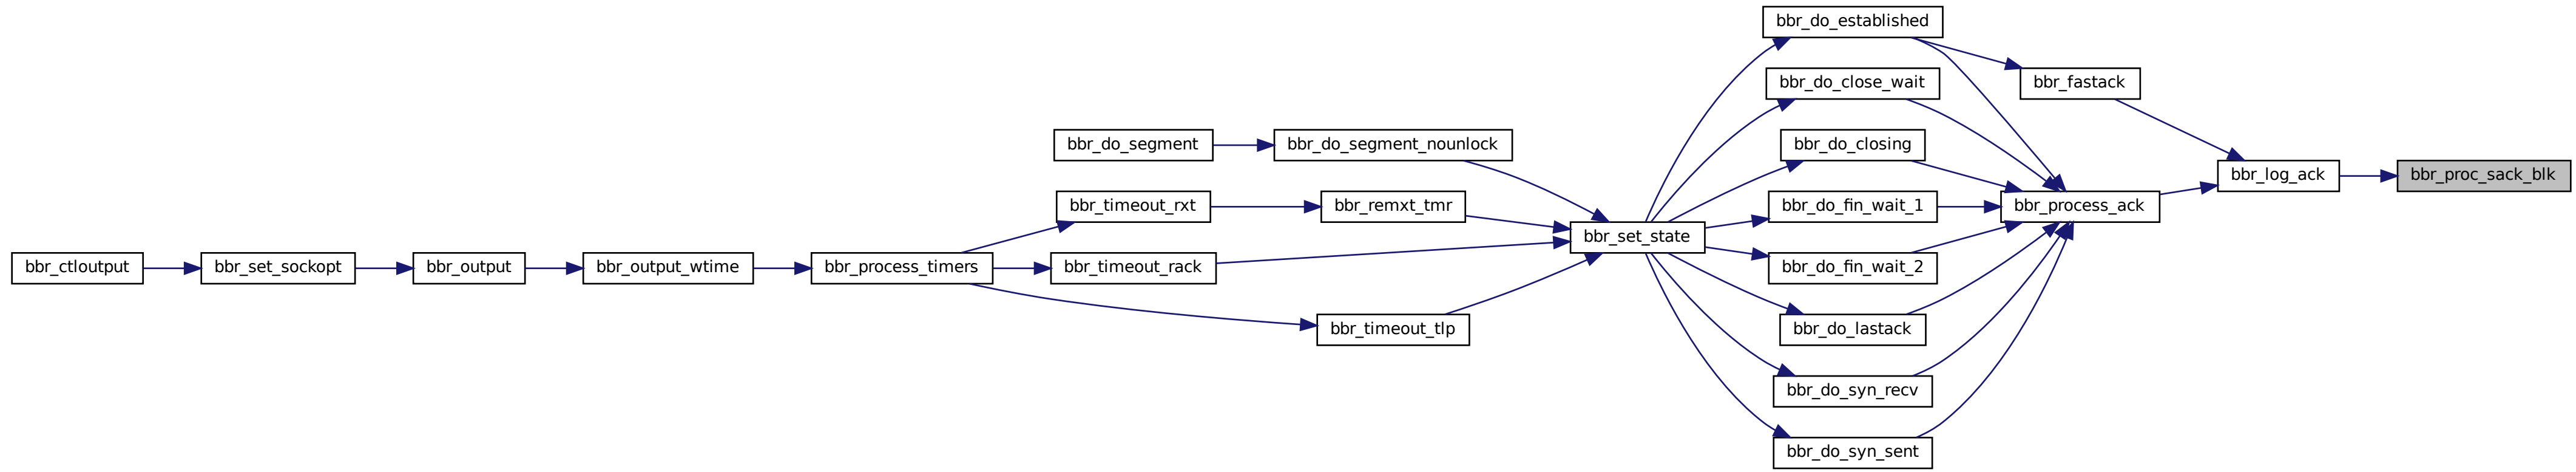 bbr_do_established
bbr_do_close_wait
bbr_fastack
bbr_do_segment
bbr_do_segment_nounlock
bbr_do_closing
bbr_log_ack
bbr_proc_sack_blk
bbr_timeout_rxt
bbr_remxt_tmr
bbr_do_fin_wait_1
bbr_process_ack
bbr_set_state
bbr_ctloutput
bbr_set_sockopt
bbr_output
bbr_output_wtime
bbr_process_timers
bbr_timeout_rack
bbr_do_fin_wait_2
bbr_timeout_tlp
bbr_do_lastack
bbr_do_syn_recv
bbr_do_syn_sent